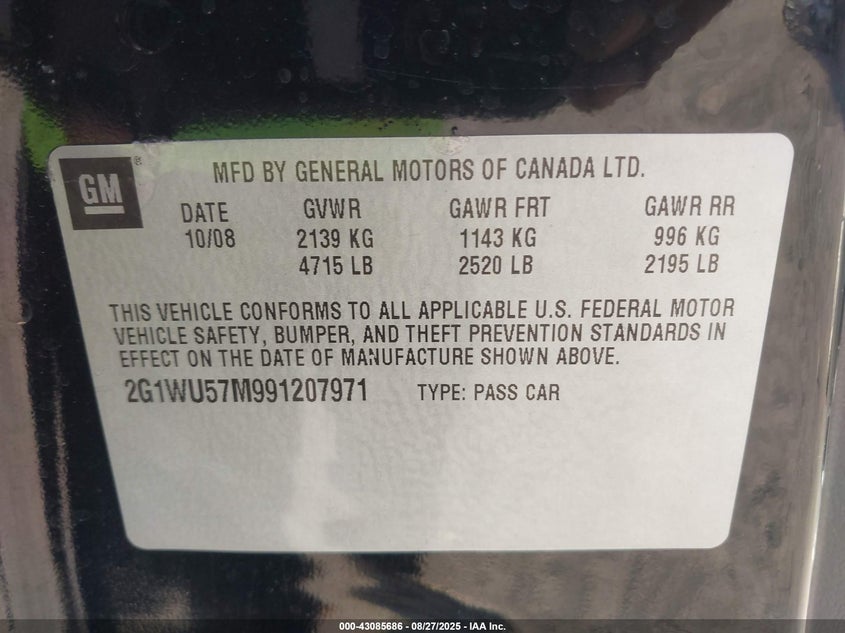 GM
®
MFD BY GENERAL MOTORS OF CANADA LTD.
DATE GVWR GAWR FRT GAWR RR
10/08 2139 KG 1143 KG 996 KG
4715 LB 2520 LB 2195 LB
THIS VEHICLE CONFORMS TO ALL APPLICABLE U.S. FEDERAL MOTOR
VEHICLE SAFETY, BUMPER, AND THEFT PREVENTION STANDARDS IN
EFFECT ON THE DATE OF MANUFACTURE SHOWN ABOVE.
2G1WU57M991207971 TYPE: PASS CAR
000-43085686 - 08/27/2025 - IAA Inc.